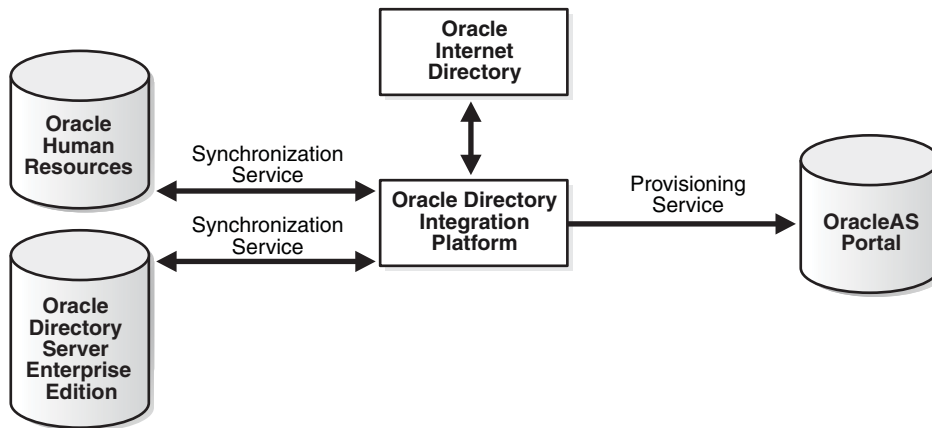 Oracle
Internet
Directory
Oracle
Human
Resources
Synchronization
Service
Synchronization
Service
Oracle Directory
Integration
Platform
Provisioning
Service
OracleAS
Portal
Oracle
Directory
Server
Enterprise
Edition